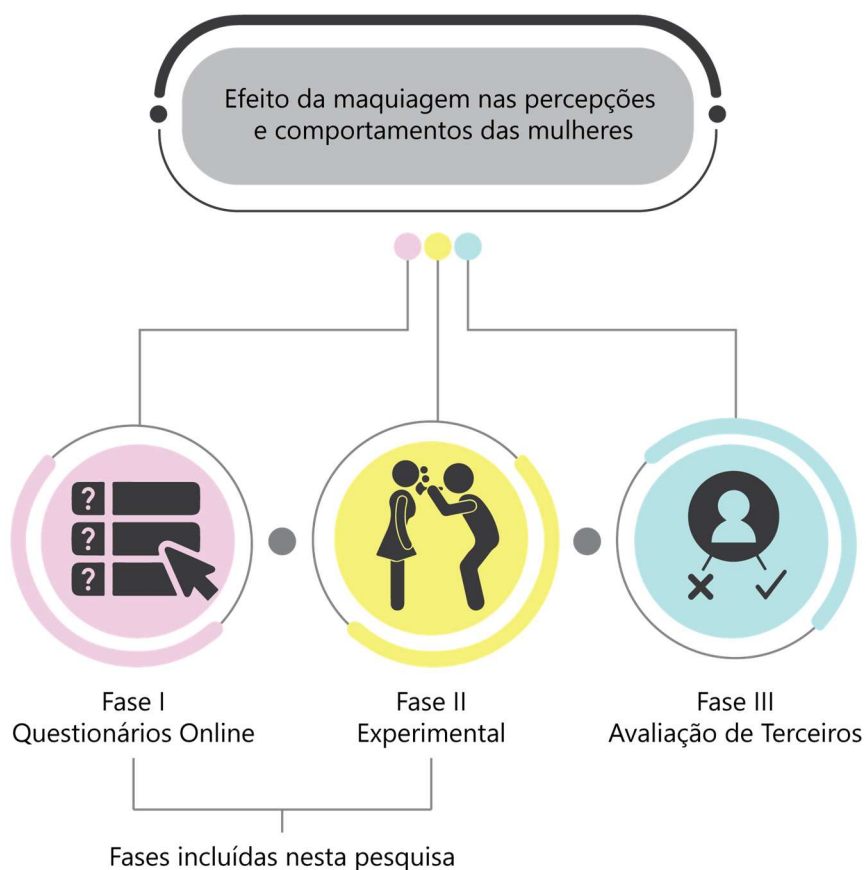 Efeito da maquiagem nas percepções
e comportamentos das mulheres
?
?
?
Fase I
Questionários Online
Fase II
Experimental
Fase III
Avaliação de Terceiros
Fases incluídas nesta pesquisa